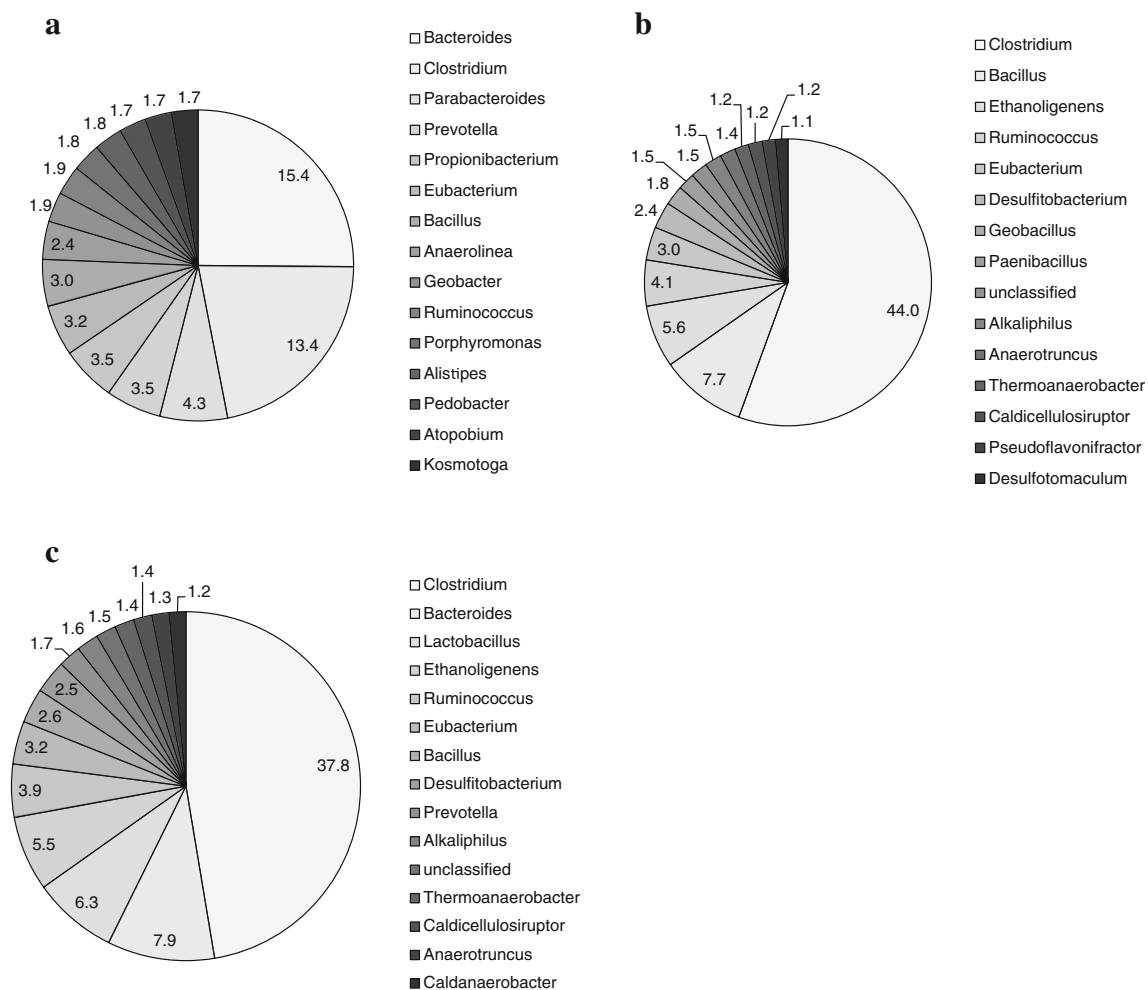 a
Bacteroides
Clostridium
Parabacteroides
Prevotella
Propionibacterium
Eubacterium
Bacillus
Anaerolinea
Geobacter
Ruminococcus
Porphyromonas
Alistipes
Pedobacter
Atopobium
Kosmotoga
15.4
13.4
4.3
3.5
3.5
3.2
3.0
2.4
1.9
1.9
1.8
1.8
1.7
1.7
1.7
b
Clostridium
Bacillus
Ethanoligenens
Ruminococcus
Eubacterium
Desulfitobacterium
Geobacillus
Paenibacillus
unclassified
Alkaliphilus
Anaerotruncus
Thermoanaerobacter
Caldicellulosiruptor
Pseudoflavonifractor
Desulfotomaculum
44.0
7.7
5.6
4.1
3.0
2.4
1.8
1.5
1.5
1.5
1.4
1.2
1.2
1.2
1.1
c
Clostridium
Bacteroides
Lactobacillus
Ethanoligenens
Ruminococcus
Eubacterium
Bacillus
Desulfitobacterium
Prevotella
Alkaliphilus
unclassified
Thermoanaerobacter
Caldicellulosiruptor
Anaerotruncus
Caldanaerobacter
37.8
7.9
6.3
5.5
3.9
3.2
2.6
2.5
1.7
1.6
1.5
1.4
1.4
1.3
1.2